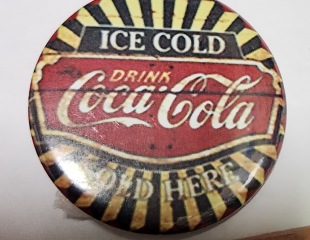 ICE COLD
DRINK
Coca-Cola
SOLD HERE